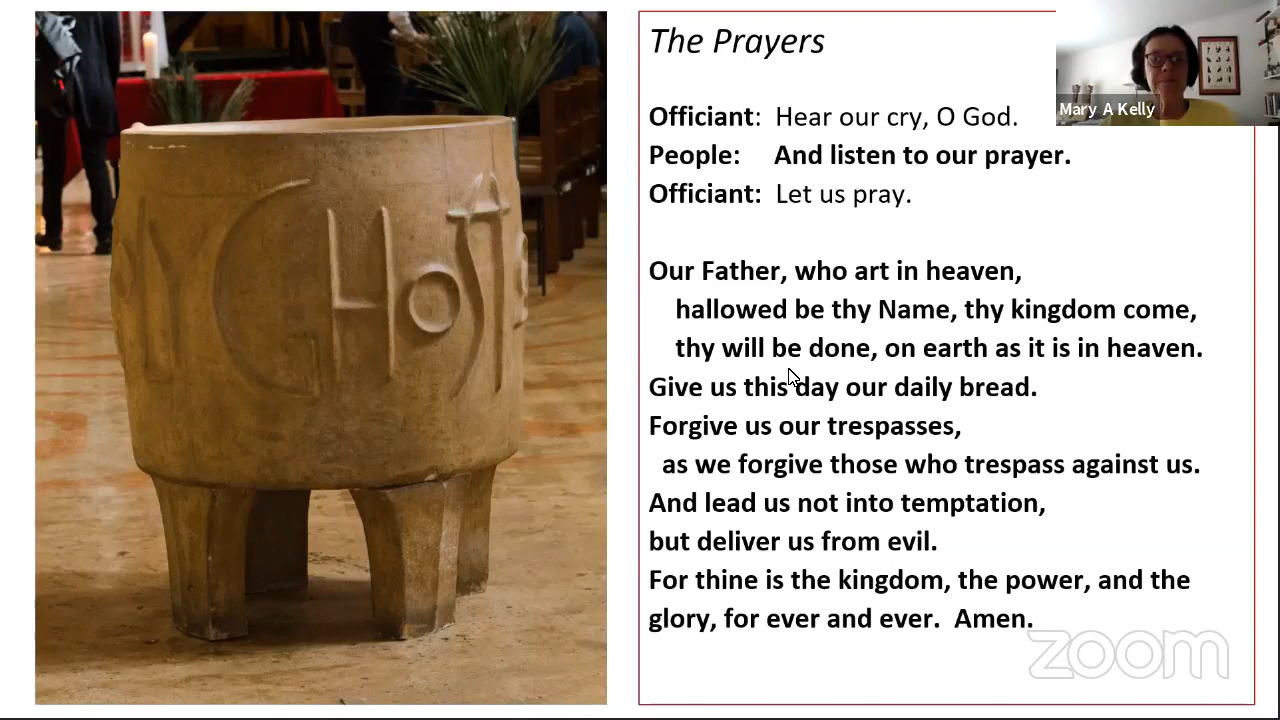 The Prayers
Officiant: Hear our cry, O God.
People: And listen to our prayer.
Officiant: Let us pray.
Our Father, who art in heaven,
hallowed be thy Name, thy kingdom come,
thy will be done, on earth as it is in heaven.
Give us this day our daily bread.
Forgive us our trespasses,
as we forgive those who trespass against us.
And lead us not into temptation,
but deliver us from evil.
For thine is the kingdom, the power, and the
glory, for ever and ever. Amen.
Mary A Kelly
GHOST
zoom